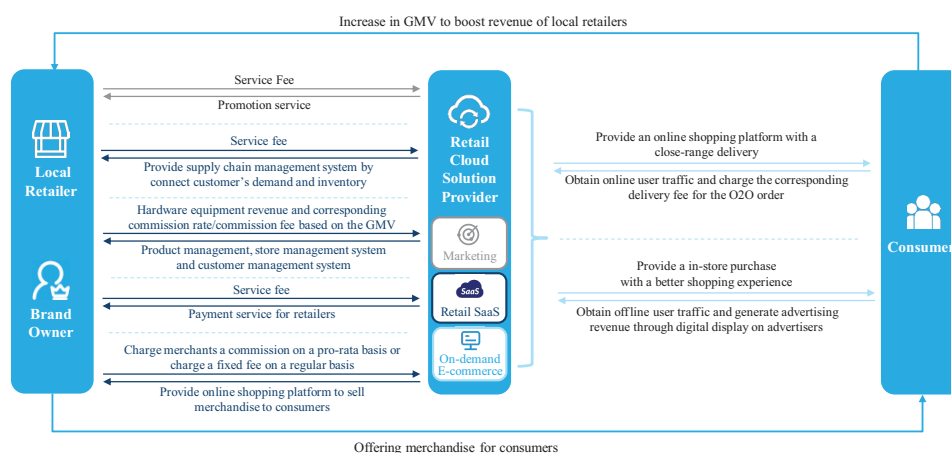 Increase in GMV to boost revenue of local retailers
Local
Retailer
Brand
Owner
Service Fee
Promotion service
Service fee
Provide supply chain management system by
connect customer's demand and inventory
Hardware equipment revenue and corresponding
commission rate/commission fee based on the GMV
Product management, store management system
and customer management system
Service fee
Payment service for retailers
Charge merchants a commission on a pro-rata basis or
charge a fixed fee on a regular basis
Provide online shopping platform to sell
merchandise to consumers
Retail
Cloud
Solution
Provider
Marketing
SaaS
Retail SaaS
On-demand
E-commerce
Provide an online shopping platform with a
close-range delivery
Obtain online user traffic and charge the corresponding
delivery fee for the O2O order
Provide a in-store purchase
with a better shopping experience
Obtain offline user traffic and generate advertising
revenue through digital display on advertisers
Consumer
Offering merchandise for consumers